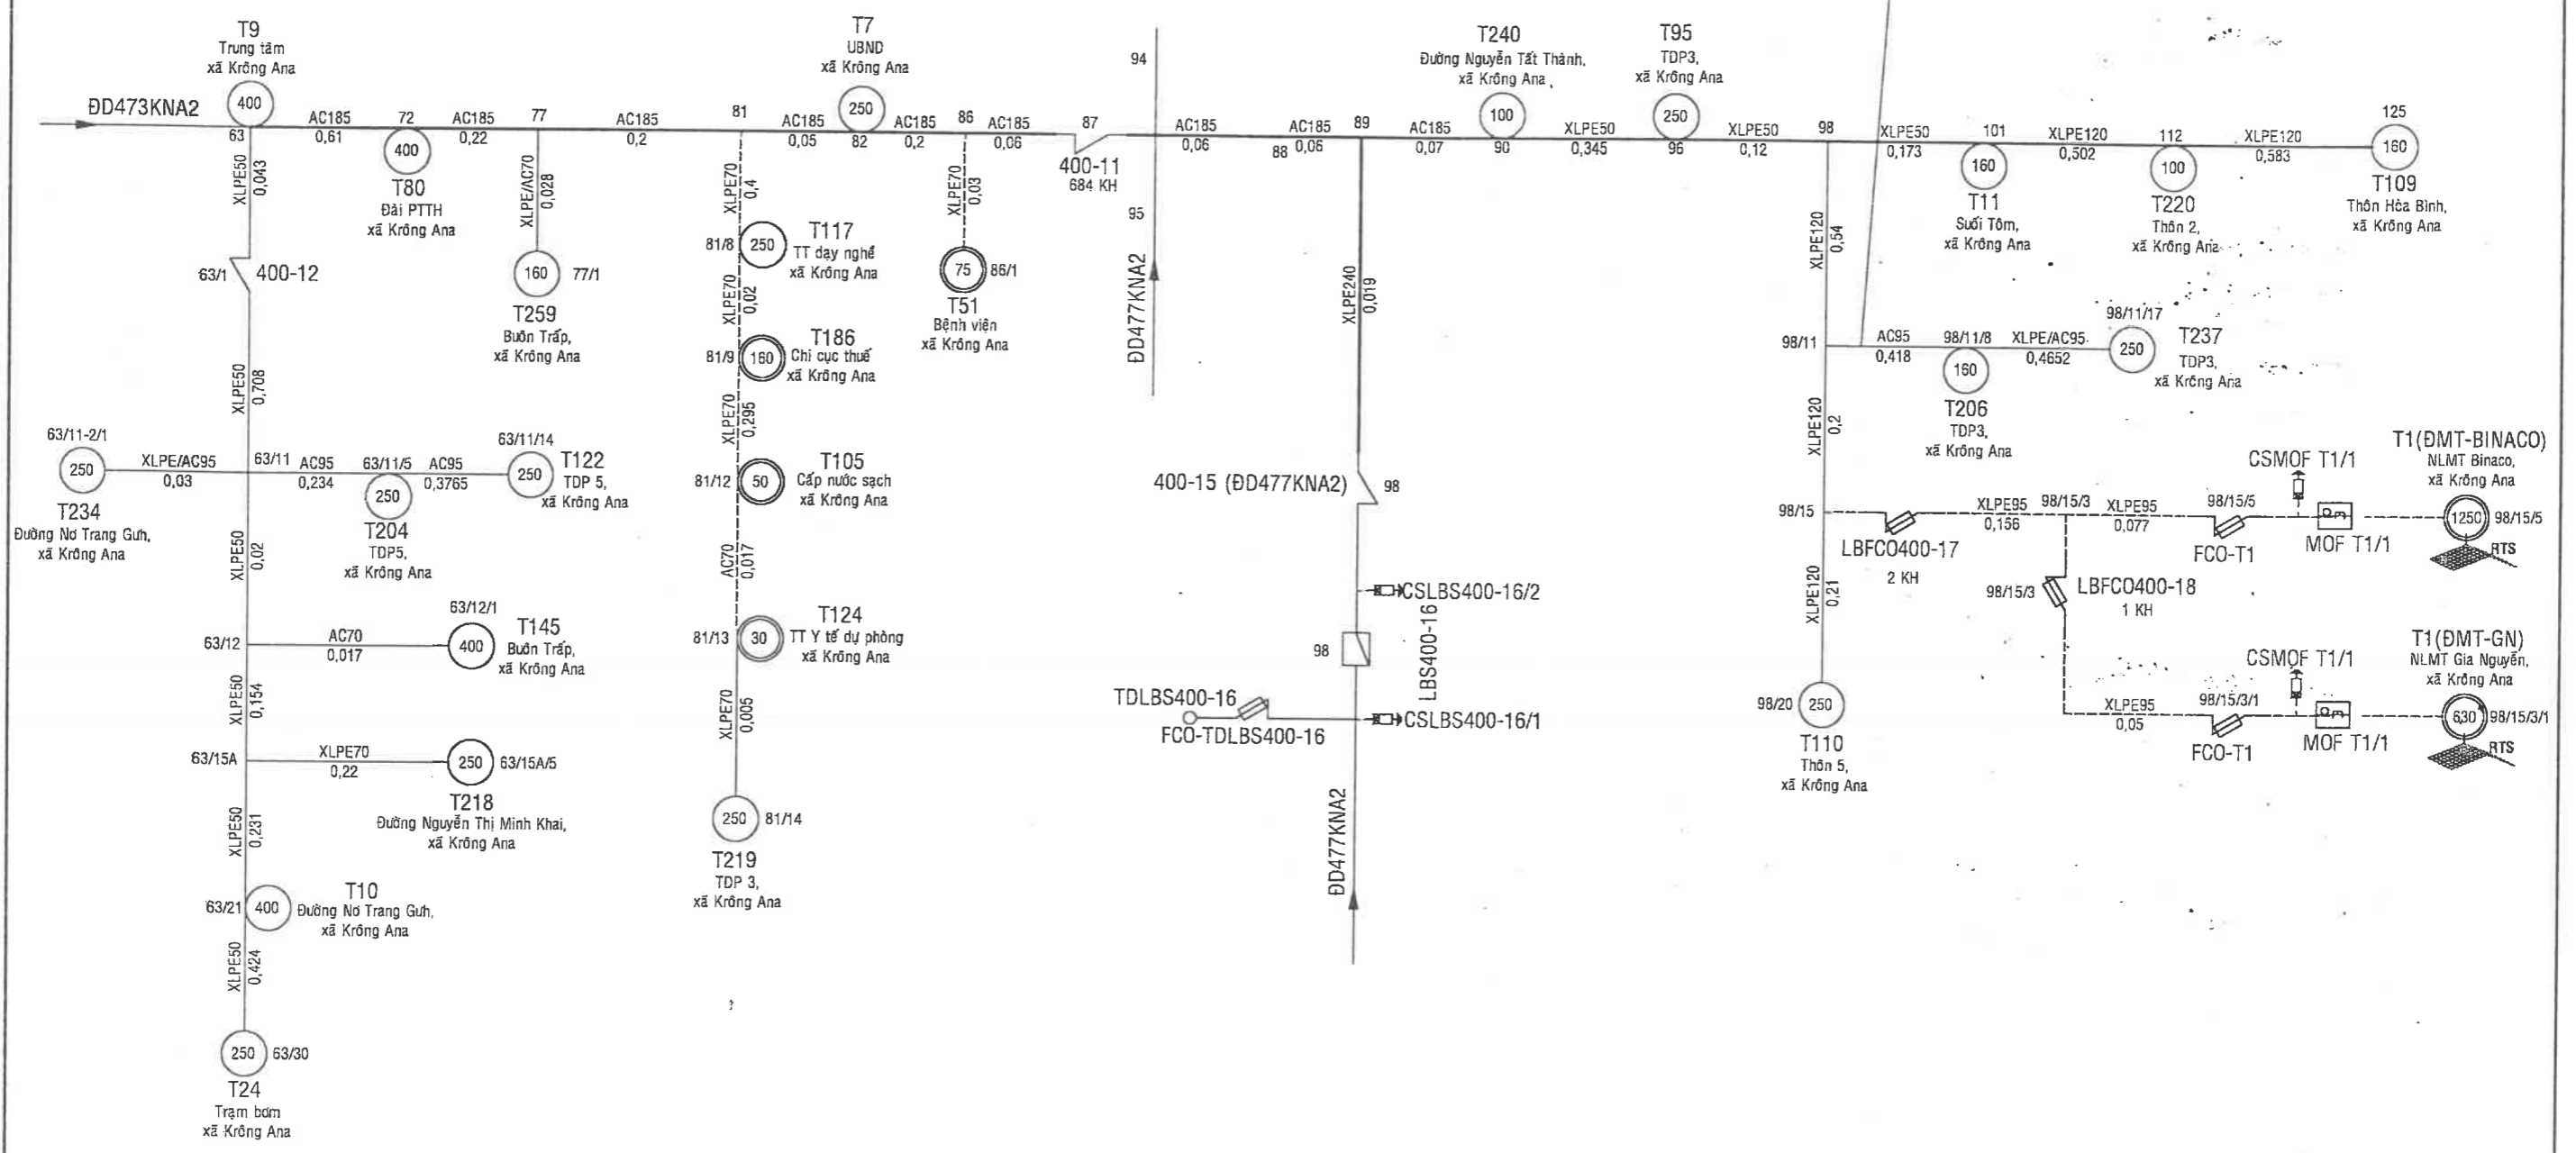 T9
Trung tâm
xã Krông Ana
400
ĐD473KNA2
63
AC185
0,61
72
400
T80
Đài PTTH
xã Krông Ana
AC185
0,22
77
AC185
0,2
81
AC185
0,05
T7
UBND
xã Krông Ana
250
82
AC185
0,2
86
AC185
0,06
87
400-11
684 KH
94
95
ĐD477KNA2
AC185
0,06
88
AC185
0,06
89
AC185
0,07
T240
Đường Nguyễn Tất Thành,
xã Krông Ana
100
90
XLPE50
0,345
T95
TDP3,
xã Krông Ana
250
96
XLPE50
0,12
98
XLPE50
0,173
101
160
T11
Suối Tôm,
xã Krông Ana
XLPE120
0,502
112
100
T220
Thôn 2,
xã Krông Ana
XLPE120
0,583
125
160
T109
Thôn Hòa Bình,
xã Krông Ana
XLPE50
0,043
63/1
400-12
XLPE50
0,708
63/11-2/1
250
T234
Đường Nơ Trang Gưh,
xã Krông Ana
XLPE/AC95
0,03
63/11
AC95
0,234
63/11/5
250
T204
TDP5,
xã Krông Ana
AC95
0,3765
63/11/14
250
T122
TDP 5,
xã Krông Ana
XLPE50
0,02
63/12
AC70
0,017
63/12/1
400
T145
Buôn Trấp,
xã Krông Ana
XLPE50
0,154
63/15A
XLPE70
0,22
250
63/15A/5
T218
Đường Nguyễn Thị Minh Khai,
xã Krông Ana
XLPE50
0,231
63/21
400
T10
Đường Nơ Trang Gưh,
xã Krông Ana
XLPE50
0,424
250
63/30
T24
Trạm bơm
xã Krông Ana
XLPE/AC70
0,028
160
77/1
T259
Buôn Trấp,
xã Krông Ana
XLPE70
0,4
81/8
250
T117
TT dạy nghề
xã Krông Ana
XLPE70
0,02
81/9
160
T186
Chi cục thuế
xã Krông Ana
XLPE70
0,295
81/12
50
T105
Cấp nước sạch
xã Krông Ana
AC70
0,017
81/13
30
T124
TT Y tế dự phòng
xã Krông Ana
XLPE70
0,005
250
81/14
T219
TDP 3,
xã Krông Ana
XLPE70
0,03
75
86/1
T51
Bệnh viện
xã Krông Ana
XLPE240
0,019
400-15 (ĐD477KNA2)
98
CSLBS400-16/2
98
LBS400-16
TDLBS400-16
FCO-TDLBS400-16
CSLBS400-16/1
ĐD477KNA2
XLPE120
0,54
98/11
AC95
0,418
98/11/8
160
T206
TDP3,
xã Krông Ana
XLPE/AC95
0,4652
98/11/17
250
T237
TDP3,
xã Krông Ana
XLPE120
0,2
98/15
LBFCO400-17
2 KH
XLPE95
0,156
98/15/3
XLPE95
0,077
98/15/5
FCO-T1
CSMOF T1/1
MOF T1/1
T1(ĐMT-BINACO)
NLMT Binaco,
xã Krông Ana
1250
98/15/5
RTS
98/15/3
LBFCO400-18
1 KH
XLPE95
0,05
98/15/3/1
FCO-T1
CSMOF T1/1
MOF T1/1
T1(ĐMT-GN)
NLMT Gia Nguyễn,
xã Krông Ana
630
98/15/3/1
RTS
XLPE120
0,21
98/20
250
T110
Thôn 5,
xã Krông Ana